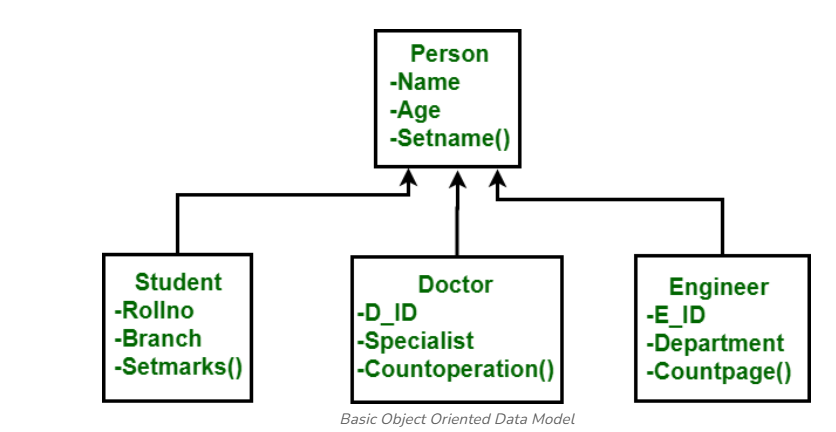 Person
-Name
-Age
-Setname()
Student
-Rollno
-Branch
-Setmarks()
Doctor
-D_ID
-Specialist
-Countoperation()
Engineer
-E_ID
-Department
-Countpage()
Basic Object Oriented Data Model